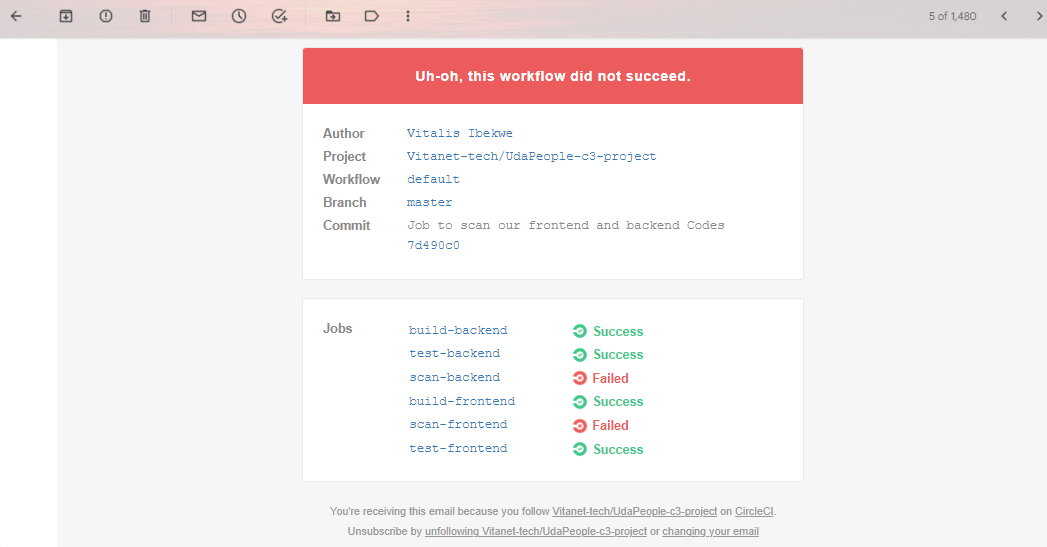 5 of 1,480
Uh-oh, this workflow did not succeed.
Author Vitalis Ibekwe
Project Vitanet-tech/UdaPeople-c3-project
Workflow default
Branch master
Commit Job to scan our frontend and backend Codes
7d490c0
Jobs build-backend Success
test-backend Success
scan-backend Failed
build-frontend Success
scan-frontend Failed
test-frontend Success
You're receiving this email because you follow Vitanet-tech/UdaPeople-c3-project on CircleCI.
Unsubscribe by unfollowing Vitanet-tech/UdaPeople-c3-project or changing your email